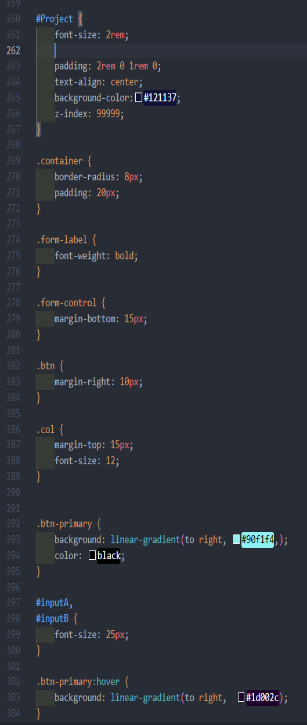 259
260 #Project {
261 font-size: 2rem;
262
263 padding: 2rem 0 1rem 0;
264 text-align: center;
265 background-color: #121137;
266 z-index: 99999;
267 }
268
269 .container {
270 border-radius: 8px;
271 padding: 20px;
272 }
273
274 .form-label {
275 font-weight: bold;
276 }
277
278 .form-control {
279 margin-bottom: 15px;
280 }
281
282 .btn {
283 margin-right: 10px;
284 }
285
286 .col {
287 margin-top: 15px;
288 font-size: 12;
289 }
290
291
292 .btn-primary {
293 background: linear-gradient(to right, #90f1f4,);
294 color: black;
295 }
296
297 #inputA,
298 #inputB {
299 font-size: 25px;
300 }
301
302 .btn-primary:hover {
303 background: linear-gradient(to right, #1d002c);
304 }